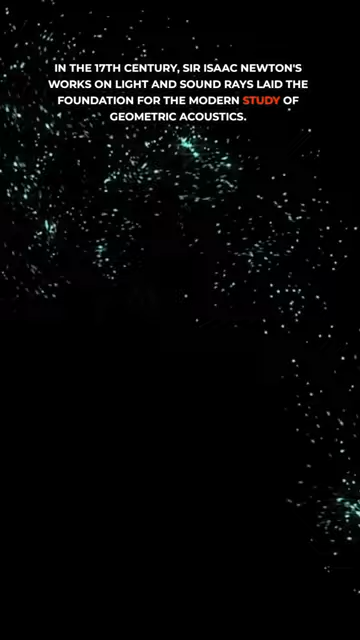 IN THE 17TH CENTURY, SIR ISAAC NEWTON'S
WORKS ON LIGHT AND SOUND RAYS LAID THE
FOUNDATION FOR THE MODERN STUDY OF
GEOMETRIC ACOUSTICS.